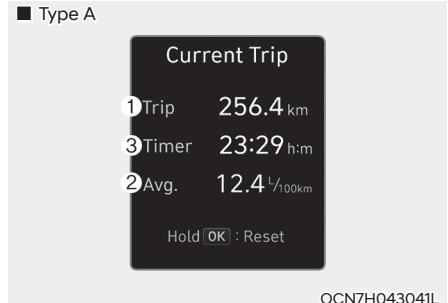 ■ Type A
Current Trip
①Trip 256.4 km
③Timer 23:29 h:m
②Avg. 12.4 L/100km
Hold OK : Reset
OCN7H043041L